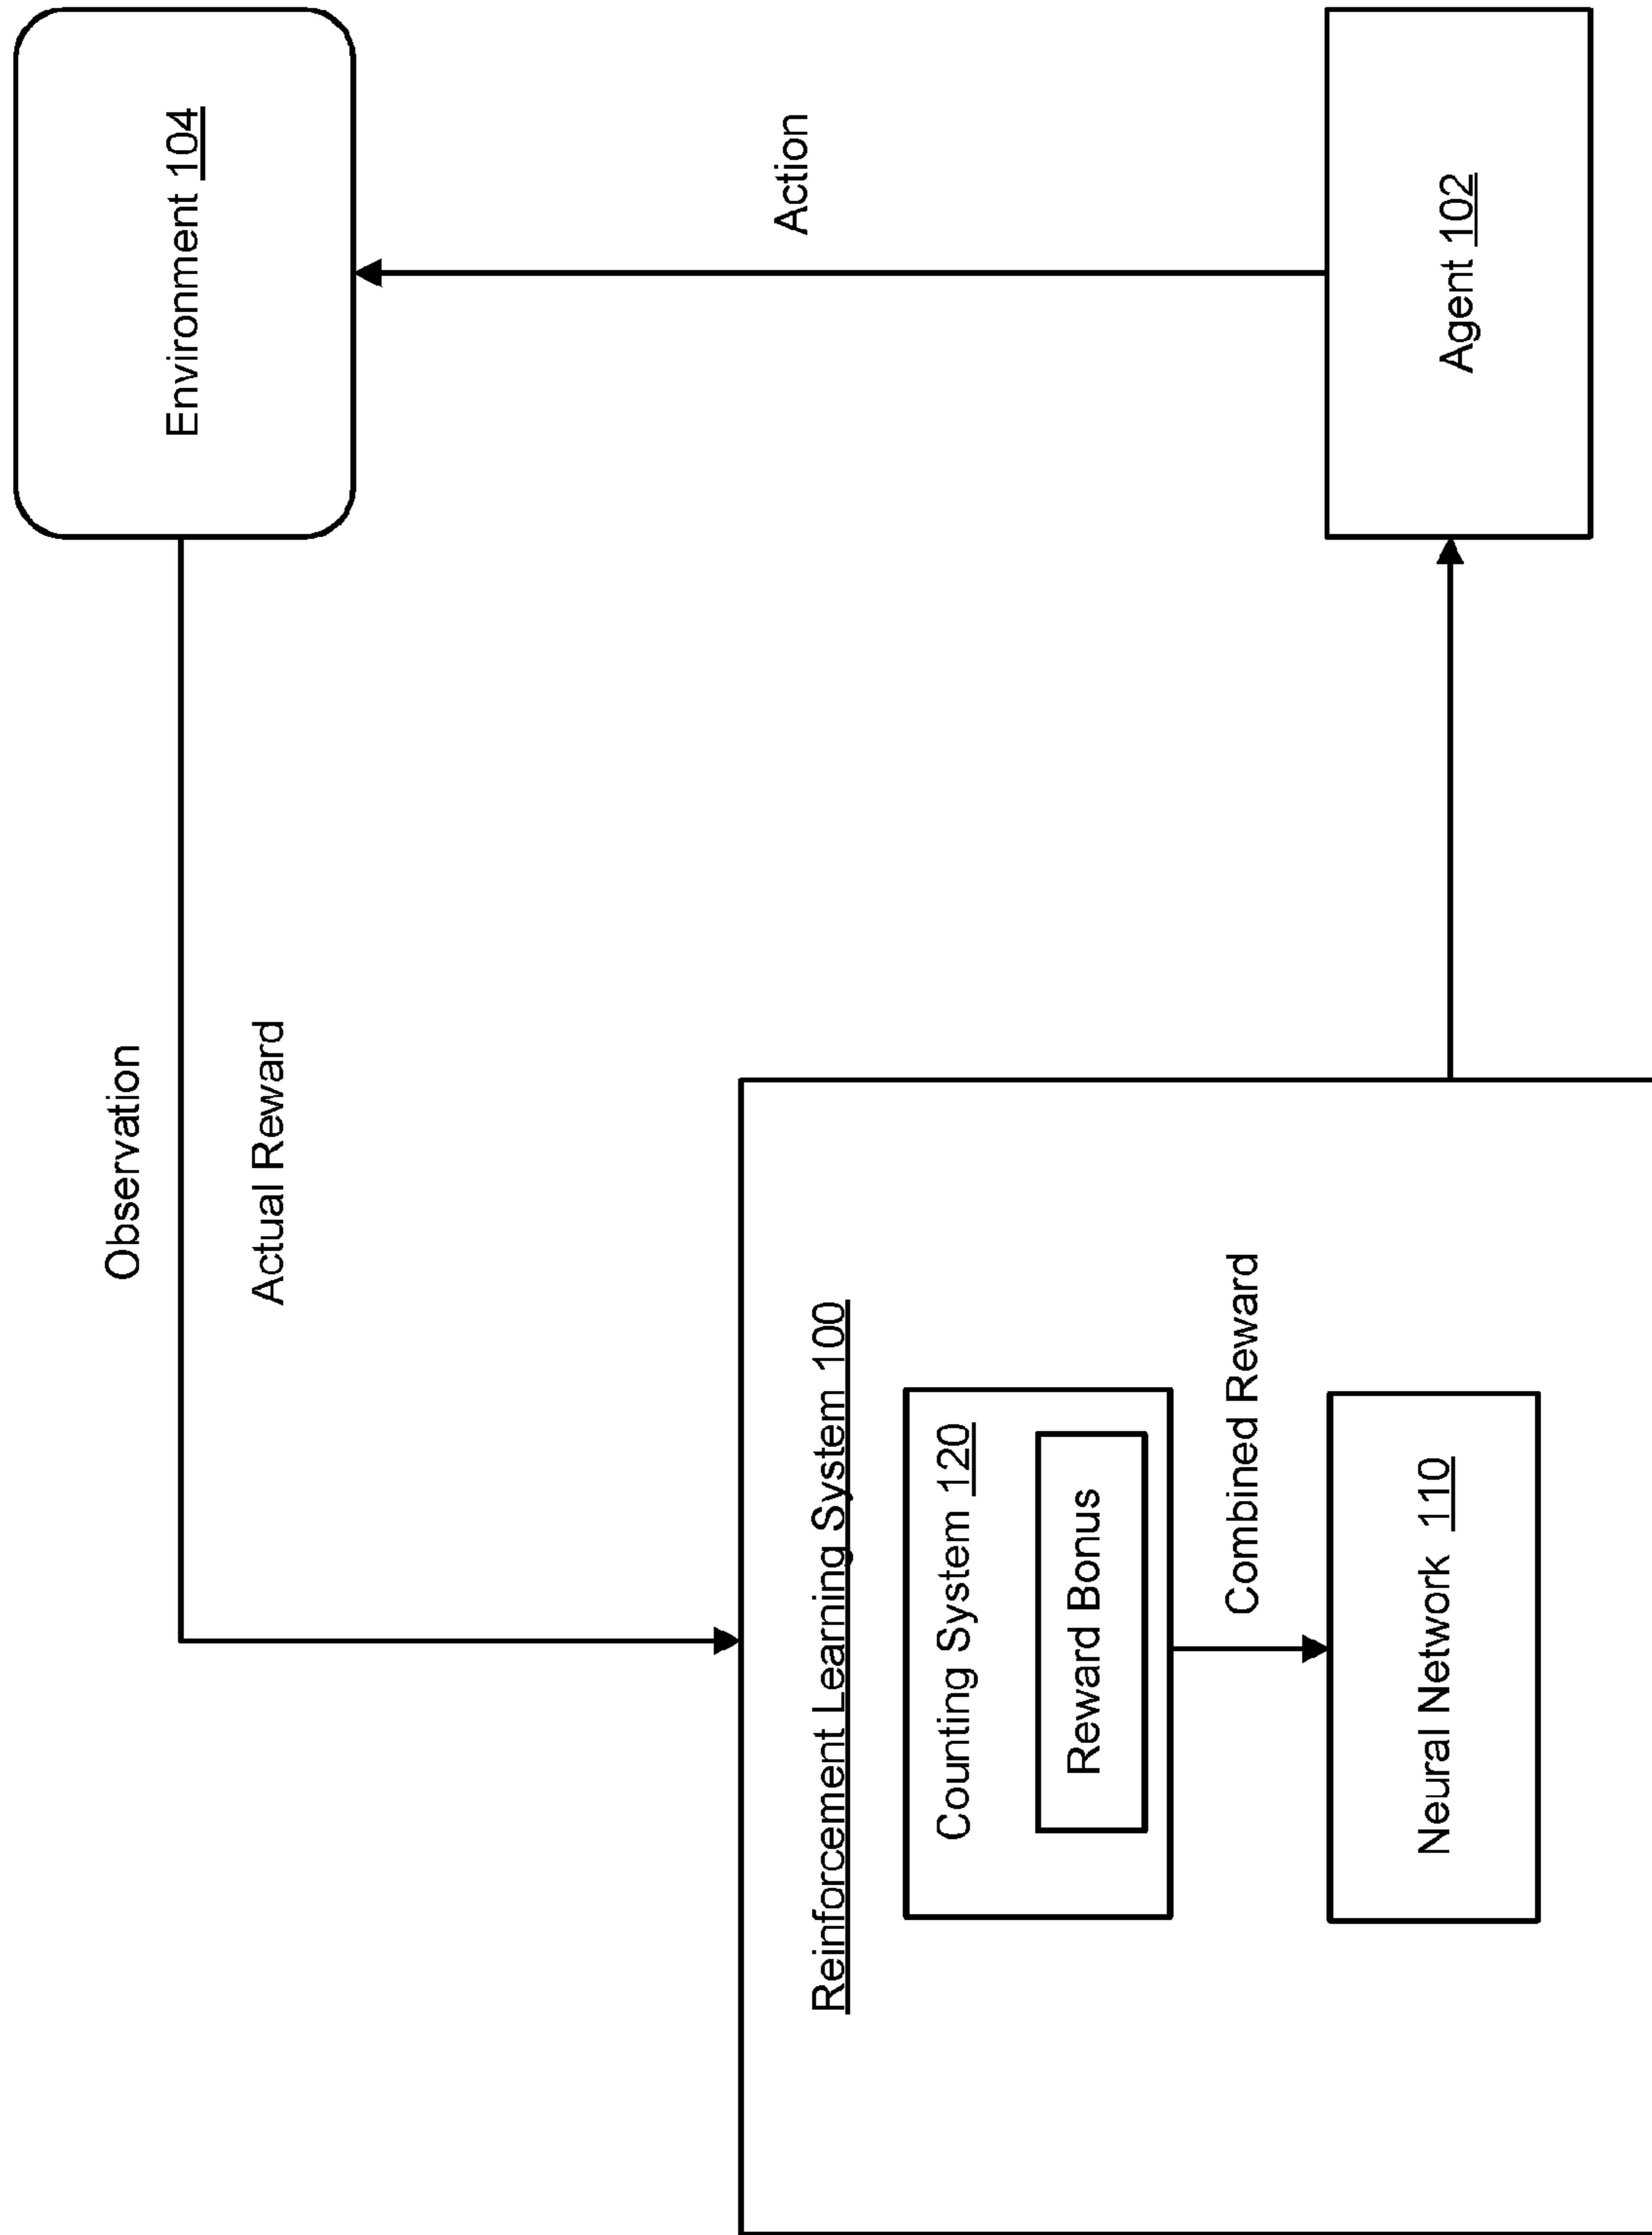 Environment 104
Observation
Actual Reward
Action
Reinforcement Learning System 100
Counting System 120
Reward Bonus
Combined Reward
Neural Network 110
Agent 102